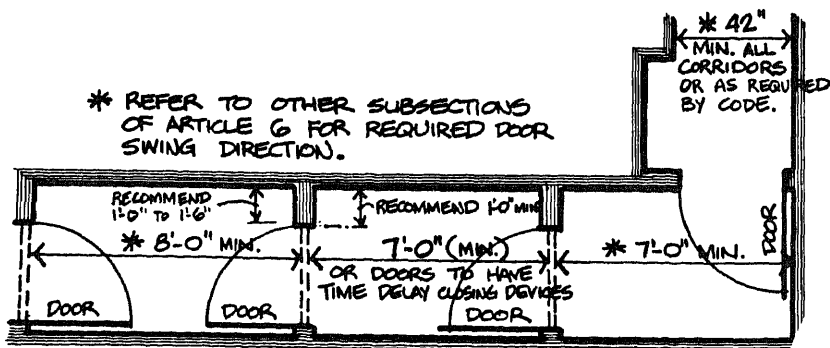 * 42"
MIN. ALL
CORRIDORS
OR AS REQUIRED
BY CODE.
* REFER TO OTHER SUBSECTIONS
OF ARTICLE 6 FOR REQUIRED DOOR
SWING DIRECTION.
RECOMMEND
1'-0" TO 1'-6"
RECOMMEND 1'-0" MIN.
* 8'-0" MIN.
7'-0" (MIN.)
OR DOORS TO HAVE
TIME DELAY CLOSING DEVICES
* 7'-0" MIN.
DOOR
DOOR
DOOR
DOOR